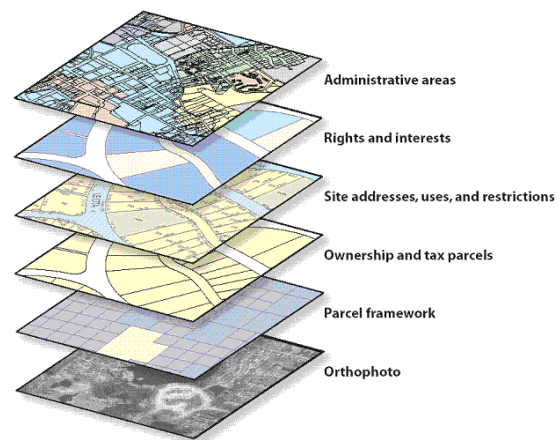 Administrative areas
Rights and interests
Site addresses, uses, and restrictions
Ownership and tax parcels
Parcel framework
Orthophoto